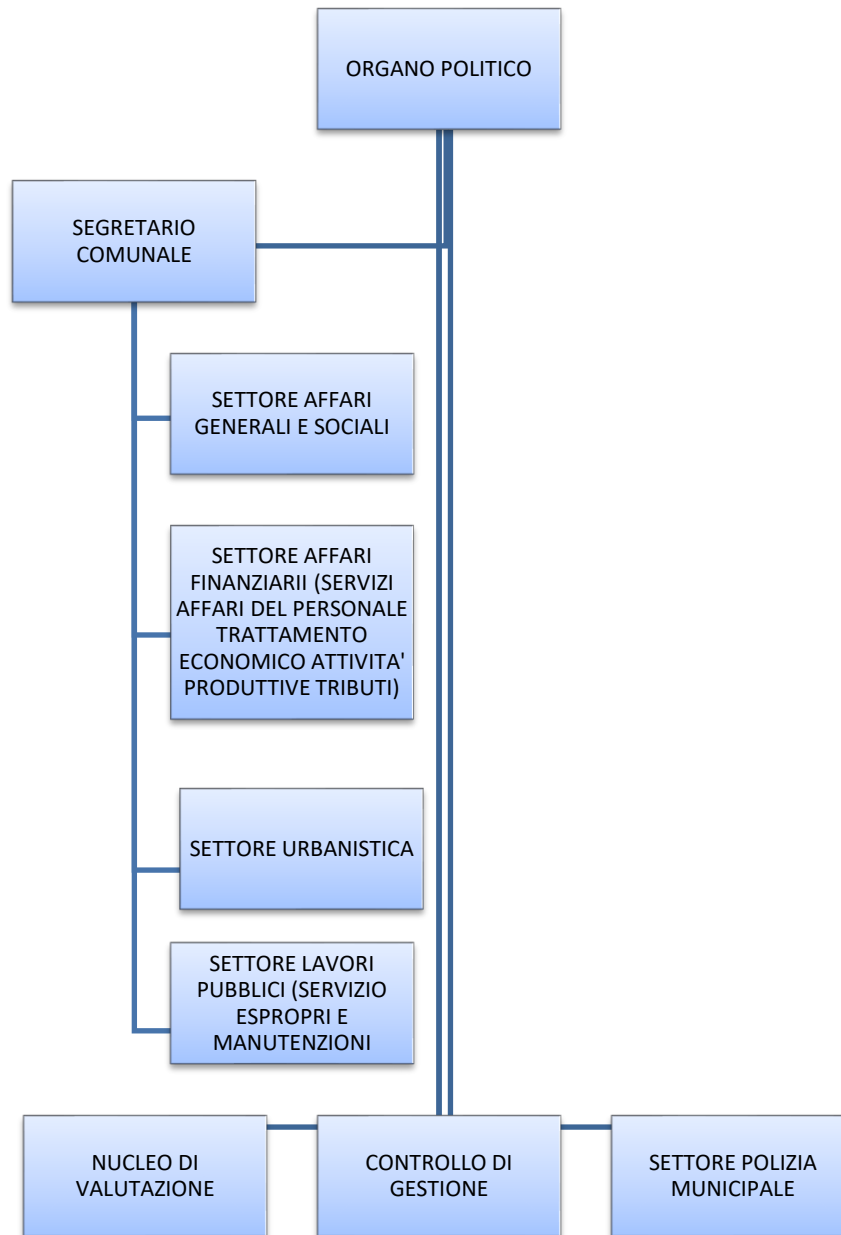 ORGANO POLITICO
SEGRETARIO
COMUNALE
SETTORE AFFARI
GENERALI E SOCIALI
SETTORE AFFARI
FINANZIARII (SERVIZI
AFFARI DEL PERSONALE
TRATTAMENTO
ECONOMICO ATTIVITA'
PRODUTTIVE TRIBUTI)
SETTORE URBANISTICA
SETTORE LAVORI
PUBBLICI (SERVIZIO
ESPROPRI E
MANUTENZIONI
NUCLEO DI
VALUTAZIONE
CONTROLLO DI
GESTIONE
SETTORE POLIZIA
MUNICIPALE